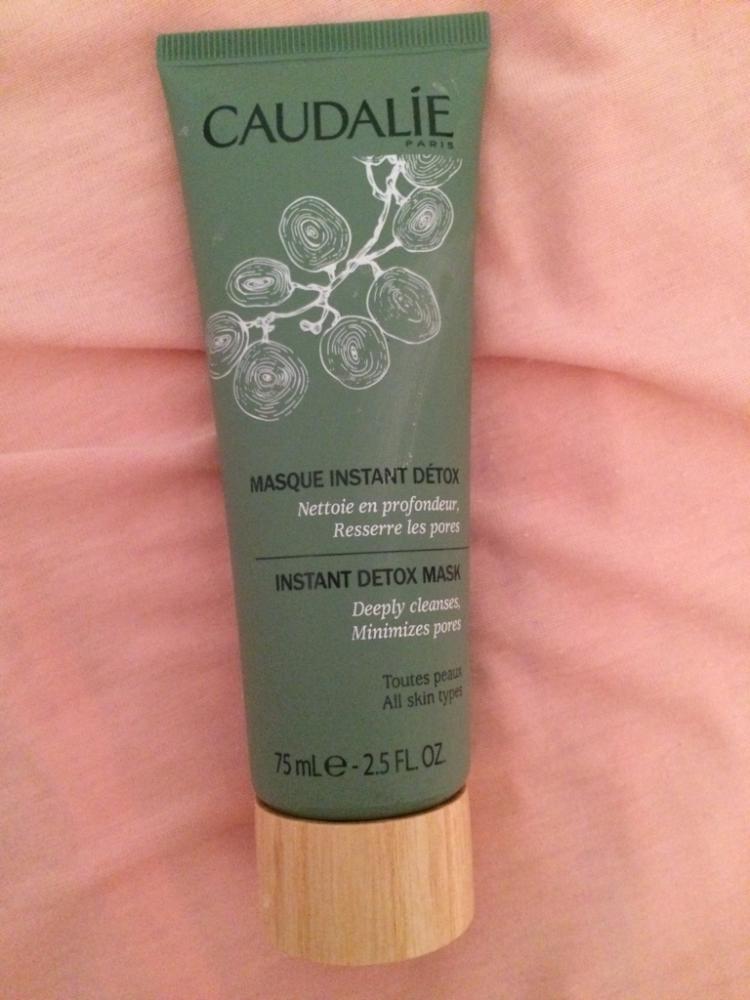 CAUDALÍE
PARIS
MASQUE INSTANT DÉTOX
Nettoie en profondeur,
Resserre les pores
INSTANT DETOX MASK
Deeply cleanses,
Minimizes pores
Toutes peaux
All skin types
75 mL ℮ - 2.5 FL. OZ.